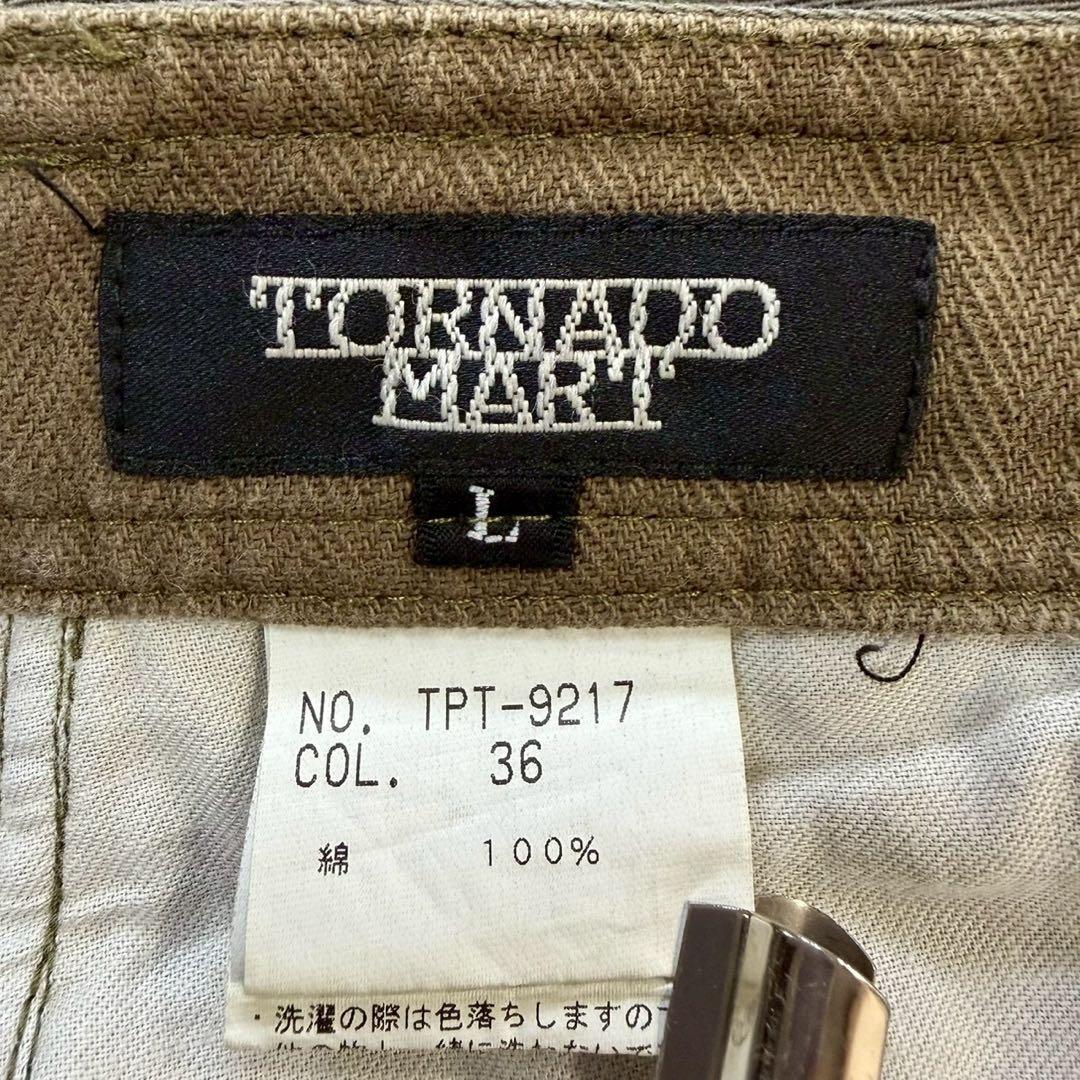 TORNADO
MART
L
NO. TPT-9217
COL. 36
綿 100%
・洗濯の際は色落ちしますの